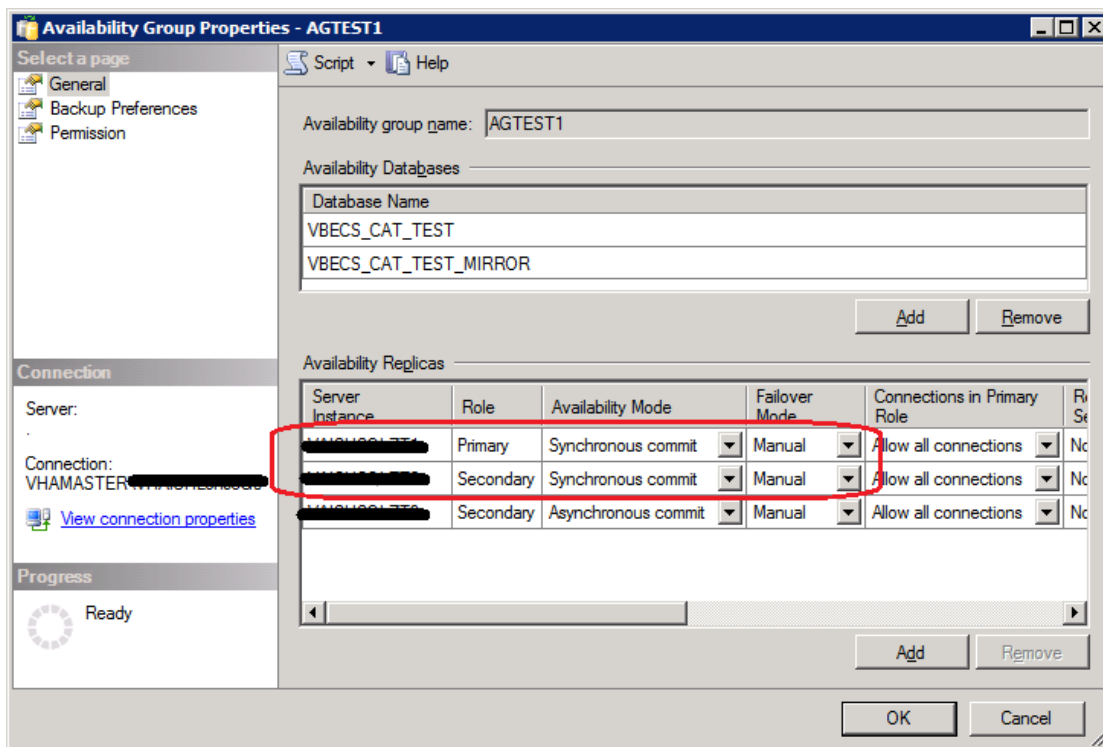 Availability Group Properties - AGTEST1
Select a page
General
Backup Preferences
Permission
Script Help
Availability group name: AGTEST1
Availability Databases
Database Name
VBECS_CAT_TEST
VBECS_CAT_TEST_MIRROR
Add Remove
Availability Replicas
Server Instance Role Availability Mode Failover Mode Connections in Primary Role
Primary Synchronous commit Manual Allow all connections
Secondary Synchronous commit Manual Allow all connections
Secondary Asynchronous commit Manual Allow all connections
Add Remove
Connection
Server:
.
Connection:
VHAMASTER
View connection properties
Progress
Ready
OK Cancel